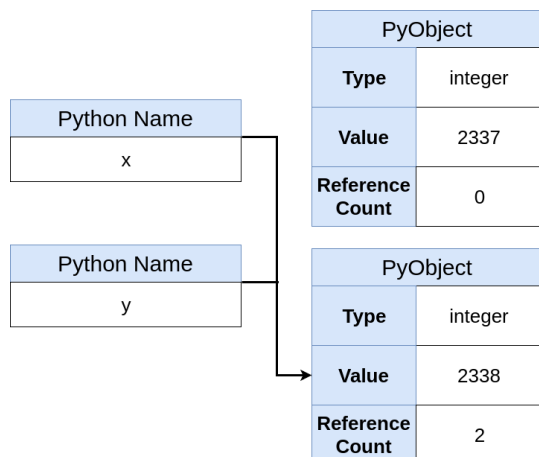 Python Name
x
Python Name
y
PyObject
Type integer
Value 2337
Reference
Count 0
PyObject
Type integer
Value 2338
Reference
Count 2